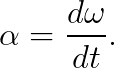 α = dω/dt.